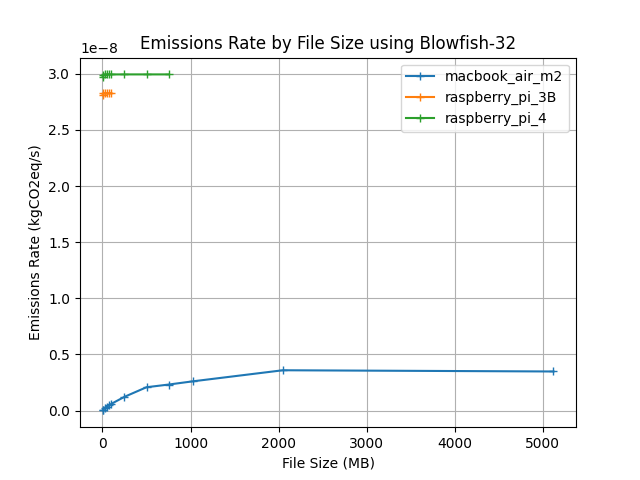 Emissions Rate by File Size using Blowfish-32
1e−8
3.0
2.5
2.0
1.5
1.0
0.5
0.0
Emissions Rate (kgCO2eq/s)
macbook_air_m2
raspberry_pi_3B
raspberry_pi_4
0 1000 2000 3000 4000 5000
File Size (MB)